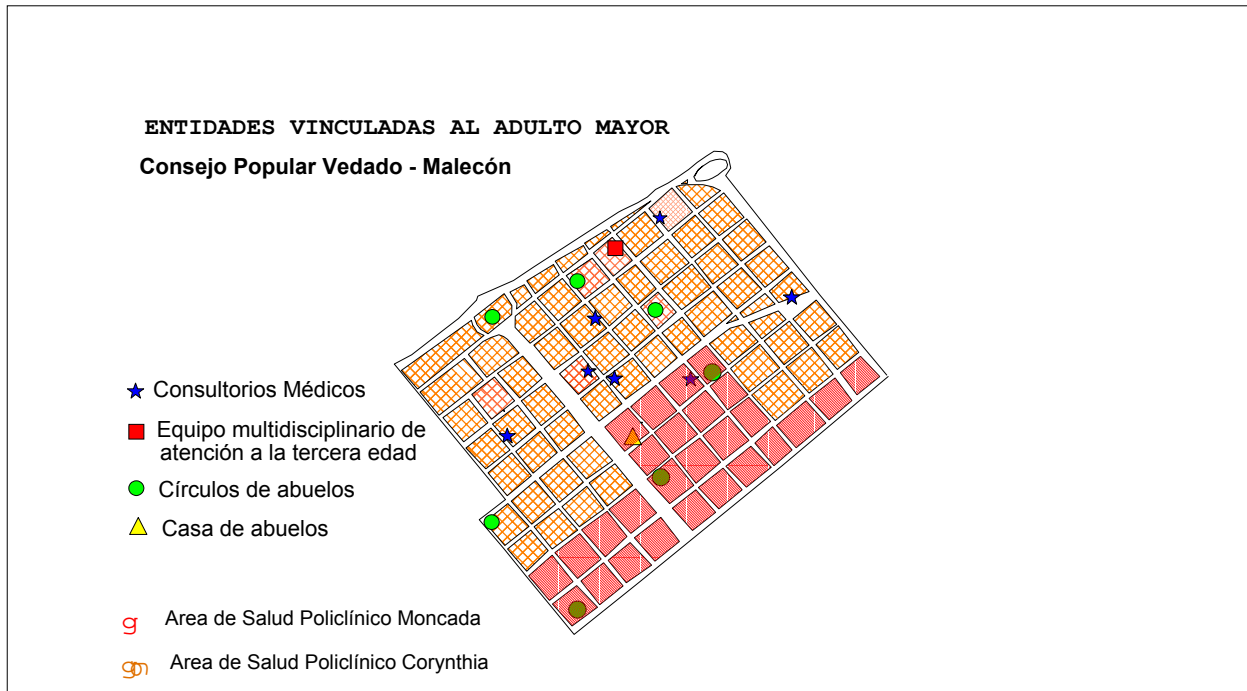 ENTIDADES VINCULADAS AL ADULTO MAYOR
Consejo Popular Vedado - Malecón
Consultorios Médicos
Equipo multidisciplinario de
atención a la tercera edad
Círculos de abuelos
Casa de abuelos
g Area de Salud Policlínico Moncada
gm Area de Salud Policlínico Corynthia